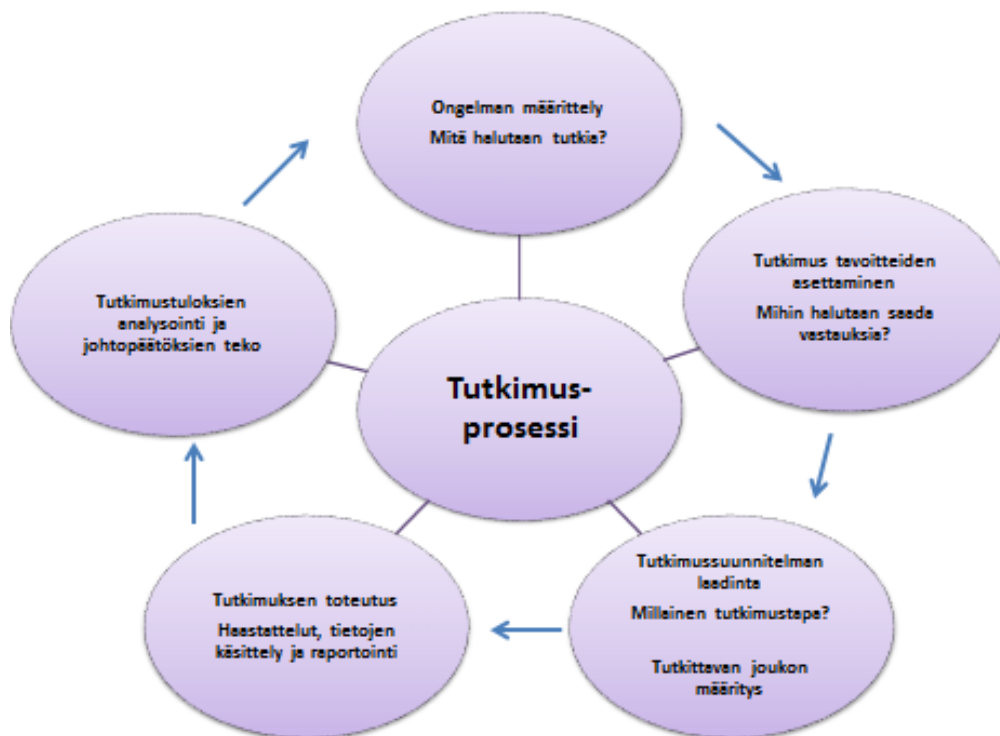 Ongelman määrittely
Mitä halutaan tutkia?
Tutkimus tavoitteiden
asettaminen
Mihin halutaan saada
vastauksia?
Tutkimussuunnitelman
laadinta
Millainen tutkimustapa?
Tutkittavan joukon
määritys
Tutkimuksen toteutus
Haastattelut, tietojen
käsittely ja raportointi
Tutkimustuloksien
analysointi ja
johtopäätöksien teko
Tutkimus-
prosessi